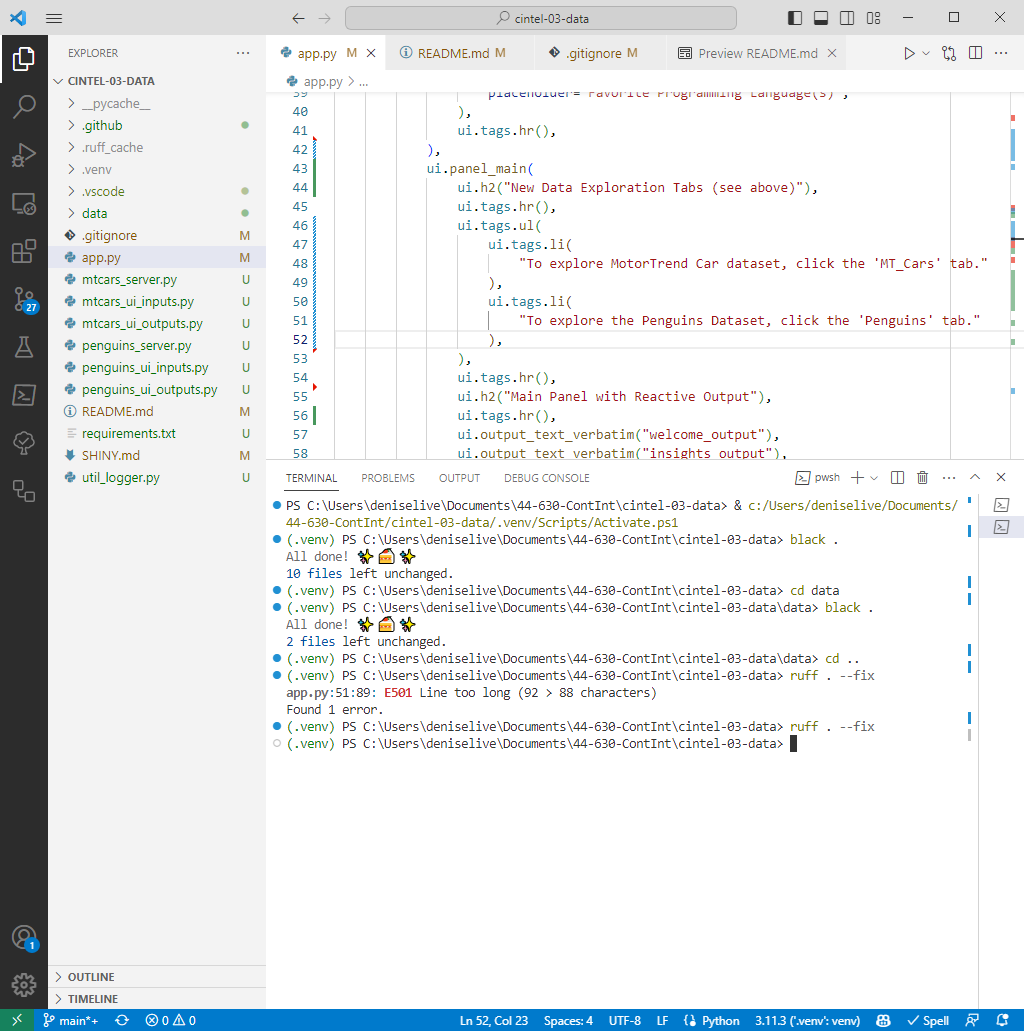 cintel-03-data
EXPLORER
CINTEL-03-DATA
__pycache__
.github
.ruff_cache
.venv
.vscode
data
.gitignore M
app.py M
mtcars_server.py U
mtcars_ui_inputs.py U
mtcars_ui_outputs.py U
penguins_server.py U
penguins_ui_inputs.py U
penguins_ui_outputs.py U
README.md M
requirements.txt U
SHINY.md M
util_logger.py U
OUTLINE
TIMELINE
27
1
app.py M
README.md M
.gitignore M
Preview README.md
app.py > ...
39 placeholder="Favorite Programming Language(s)",
40 ),
41 ui.tags.hr(),
42 ),
43 ui.panel_main(
44 ui.h2("New Data Exploration Tabs (see above)"),
45 ui.tags.hr(),
46 ui.tags.ul(
47 ui.tags.li(
48 "To explore MotorTrend Car dataset, click the 'MT_Cars' tab."
49 ),
50 ui.tags.li(
51 "To explore the Penguins Dataset, click the 'Penguins' tab."
52 ),
53 ),
54 ui.tags.hr(),
55 ui.h2("Main Panel with Reactive Output"),
56 ui.tags.hr(),
57 ui.output_text_verbatim("welcome_output"),
58 ui.output_text_verbatim("insights_output"),
TERMINAL PROBLEMS OUTPUT DEBUG CONSOLE pwsh
PS C:\Users\deniselive\Documents\44-630-ContInt\cintel-03-data> & c:/Users/deniselive/Documents/
44-630-ContInt/cintel-03-data/.venv/Scripts/Activate.ps1
(.venv) PS C:\Users\deniselive\Documents\44-630-ContInt\cintel-03-data> black .
All done! ✨ 🍰 ✨
10 files left unchanged.
(.venv) PS C:\Users\deniselive\Documents\44-630-ContInt\cintel-03-data> cd data
(.venv) PS C:\Users\deniselive\Documents\44-630-ContInt\cintel-03-data\data> black .
All done! ✨ 🍰 ✨
2 files left unchanged.
(.venv) PS C:\Users\deniselive\Documents\44-630-ContInt\cintel-03-data\data> cd ..
(.venv) PS C:\Users\deniselive\Documents\44-630-ContInt\cintel-03-data> ruff . --fix
app.py:51:89: E501 Line too long (92 > 88 characters)
Found 1 error.
(.venv) PS C:\Users\deniselive\Documents\44-630-ContInt\cintel-03-data> ruff . --fix
(.venv) PS C:\Users\deniselive\Documents\44-630-ContInt\cintel-03-data>
main*+ 0 0 Ln 52, Col 23 Spaces: 4 UTF-8 LF Python 3.11.3 ('.venv': venv) Spell